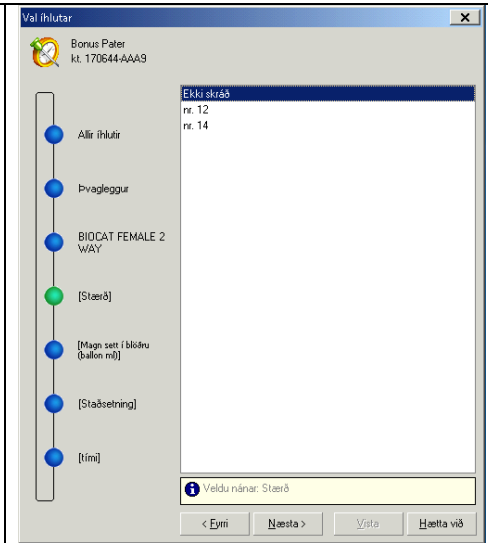 Val íhlutar
Bonus Pater
kt. 170644-AAA9
Allir íhlutir
Þvagleggur
BIOCAT FEMALE 2
WAY
[Stærð]
[Magn sett í blöðru
(ballon ml)]
[Staðsetning]
[tími]
Ekki skráð
nr. 12
nr. 14
Veldu nánar: Stærð
< Fyrri
Næsta >
Vista
Hætta við